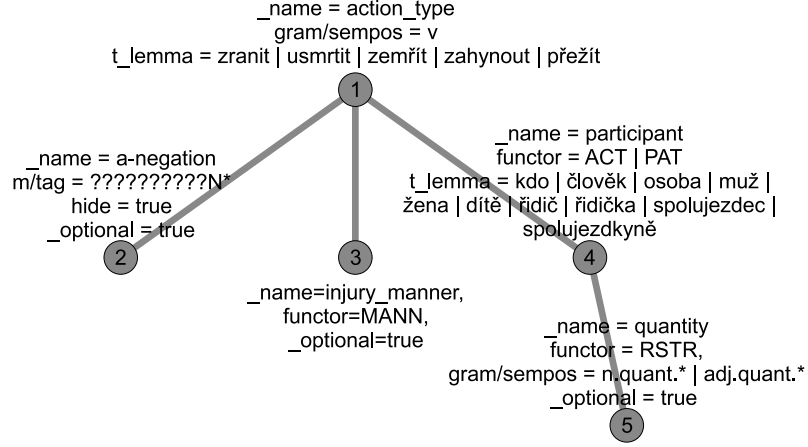 _name = action_type
gram/sempos = v
t_lemma = zranit | usmrtit | zemřít | zahynout | přežít
1
_name = a-negation
m/tag = ??????????N*
hide = true
_optional = true
2
_name=injury_manner,
functor=MANN,
_optional=true
3
_name = participant
functor = ACT | PAT
t_lemma = kdo | člověk | osoba | muž |
žena | dítě | řidič | řidička | spolujezdec |
spolujezdkyně
4
_name = quantity
functor = RSTR,
gram/sempos = n.quant.* | adj.quant.*
_optional = true
5